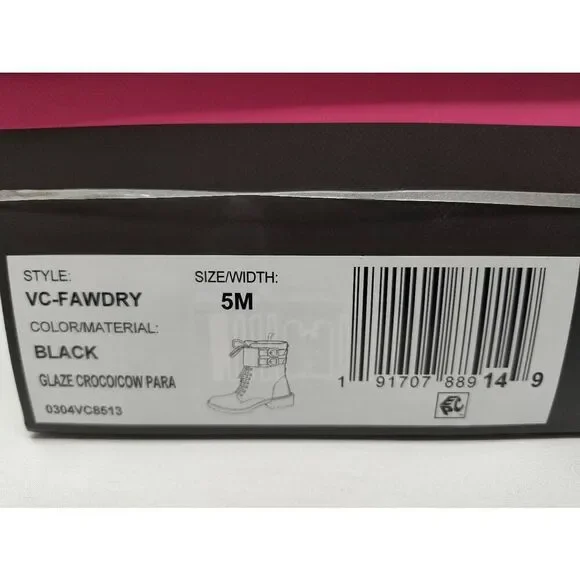 STYLE:
VC-FAWDRY
COLOR/MATERIAL:
BLACK
GLAZE CROCO/COW PARA
0304VC8513
SIZE/WIDTH:
5M
1 91707 88914 9